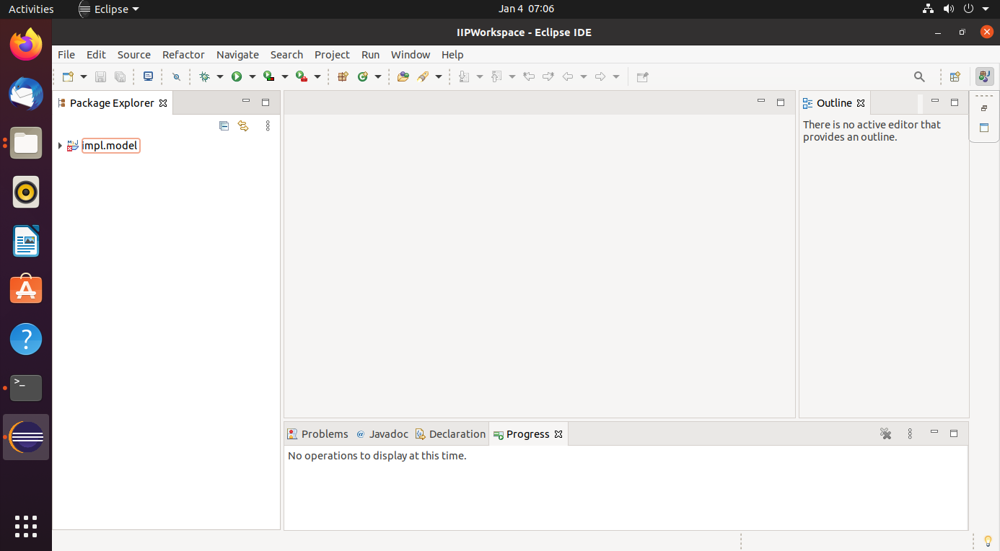 Activities Eclipse Jan 4 07:06
IIPWorkspace - Eclipse IDE
File Edit Source Refactor Navigate Search Project Run Window Help
Package Explorer
impl.model
Outline
There is no active editor that
provides an outline.
Problems @ Javadoc Declaration Progress
No operations to display at this time.